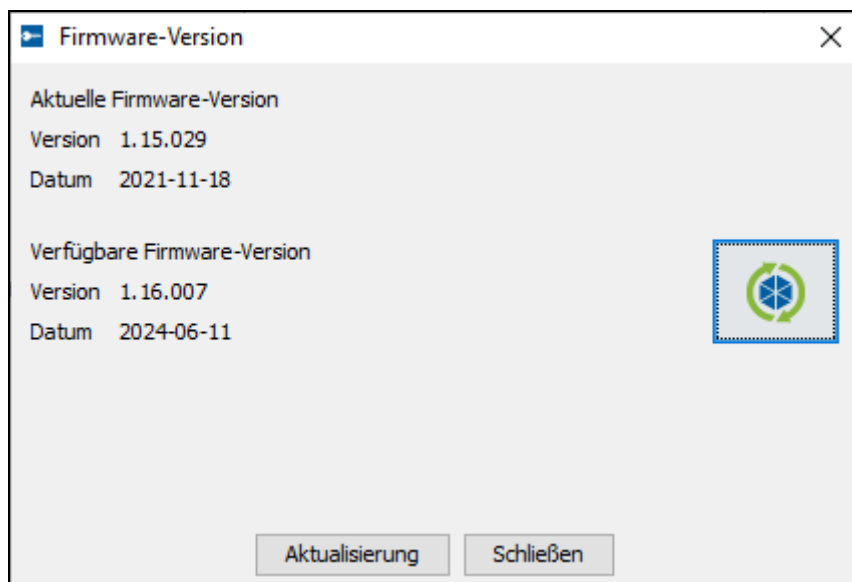 Firmware-Version
Aktuelle Firmware-Version
Version 1.15.029
Datum 2021-11-18
Verfügbare Firmware-Version
Version 1.16.007
Datum 2024-06-11
Aktualisierung Schließen